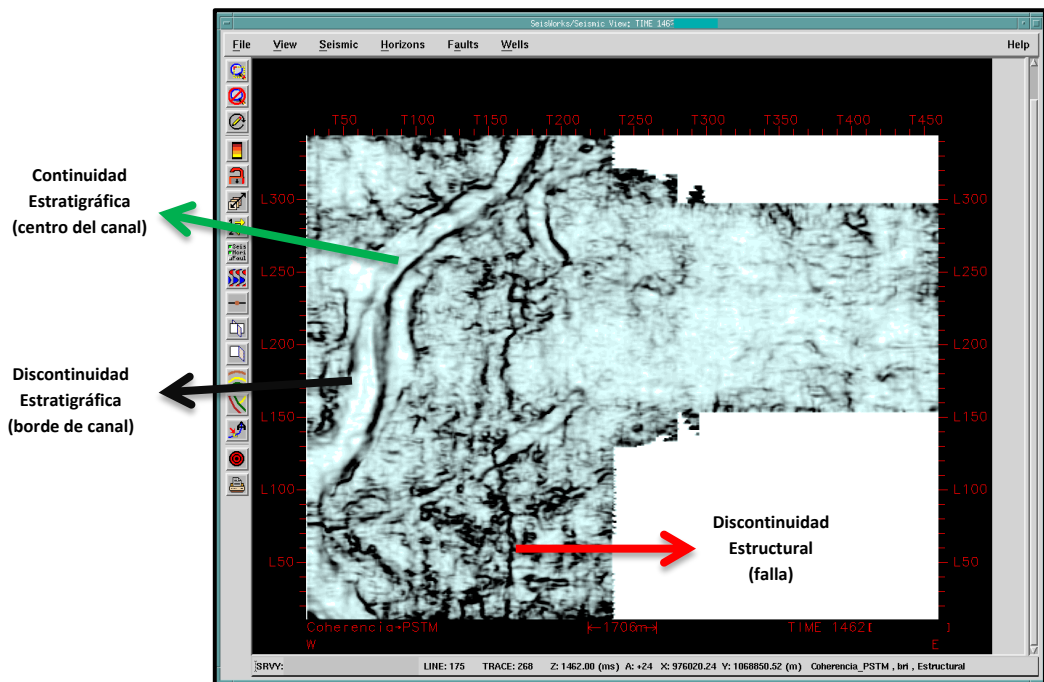 SeisWorks/Seismic View: TIME 146
File View Seismic Horizons Faults Wells Help
T50 T100 T150 T200 T250 T300 T350 T400 T450
Continuidad
Estratigráfica
(centro del canal)
L300 L300
Seis
Hori
L250 L250
L200 L200
Discontinuidad
Estratigráfica
(borde de canal)
L150 L150
L100 L100
Discontinuidad
Estructural
(falla)
L50 L50
Coherencia+PSTM 1706m TIME 1462
W E
SRVY: LINE: 175 TRACE: 268 Z: 1462.00 (ms) A: +24 X: 976020.24 Y: 1068850.52 (m) Coherencia_PSTM , bri , Estructural